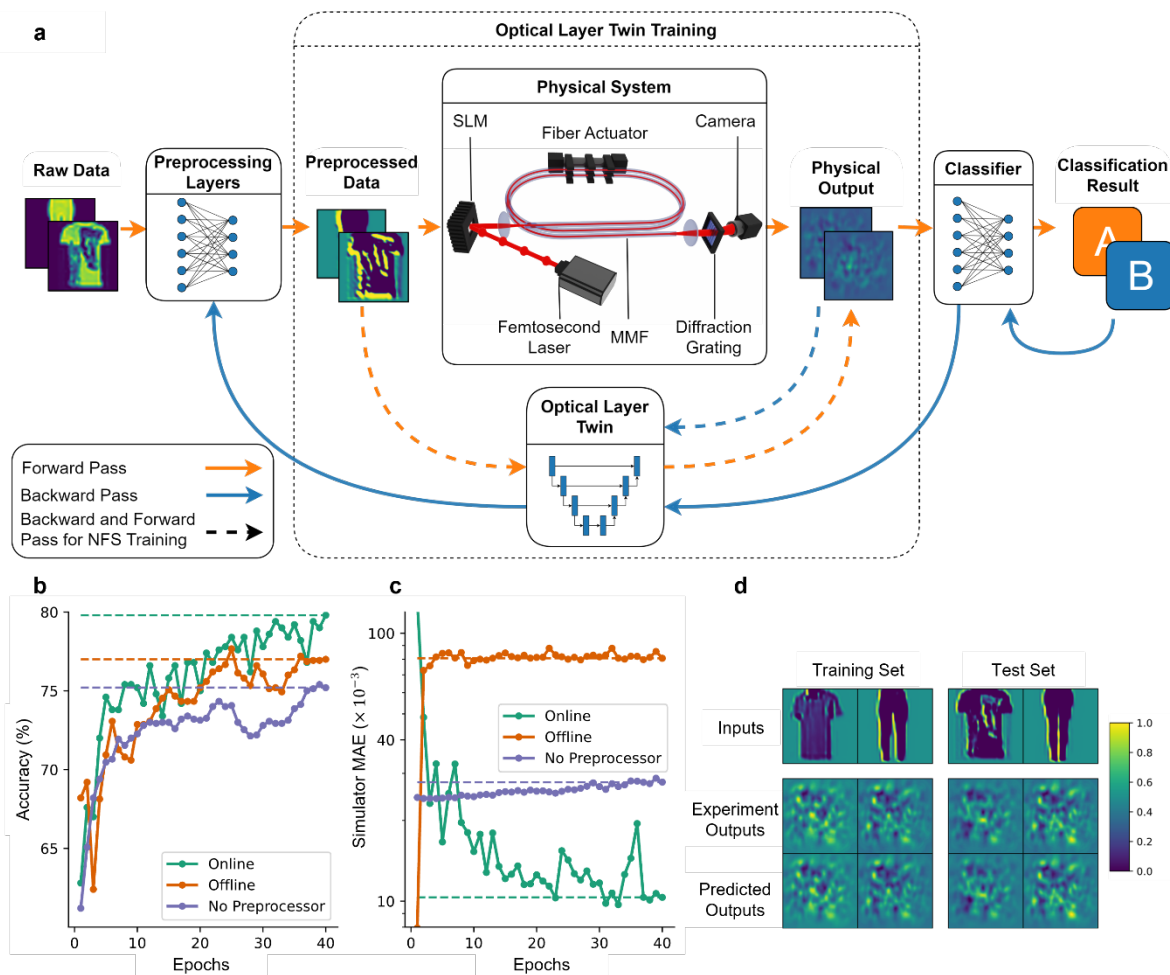 a
Optical Layer Twin Training
Physical System
SLM
Fiber Actuator
Camera
Femtosecond
Laser
MMF
Diffraction
Grating
Raw Data
Preprocessing
Layers
Preprocessed
Data
Physical
Output
Classifier
Classification
Result
A
B
Optical Layer
Twin
Forward Pass
Backward Pass
Backward and Forward
Pass for NFS Training
b
Accuracy (%)
80
75
70
65
0
10
20
30
40
Epochs
Online
Offline
No Preprocessor
c
Simulator MAE (× 10⁻³)
100
40
10
0
10
20
30
40
Epochs
Online
Offline
No Preprocessor
d
Training Set
Test Set
Inputs
Experiment
Outputs
Predicted
Outputs
1.0
0.8
0.6
0.4
0.2
0.0